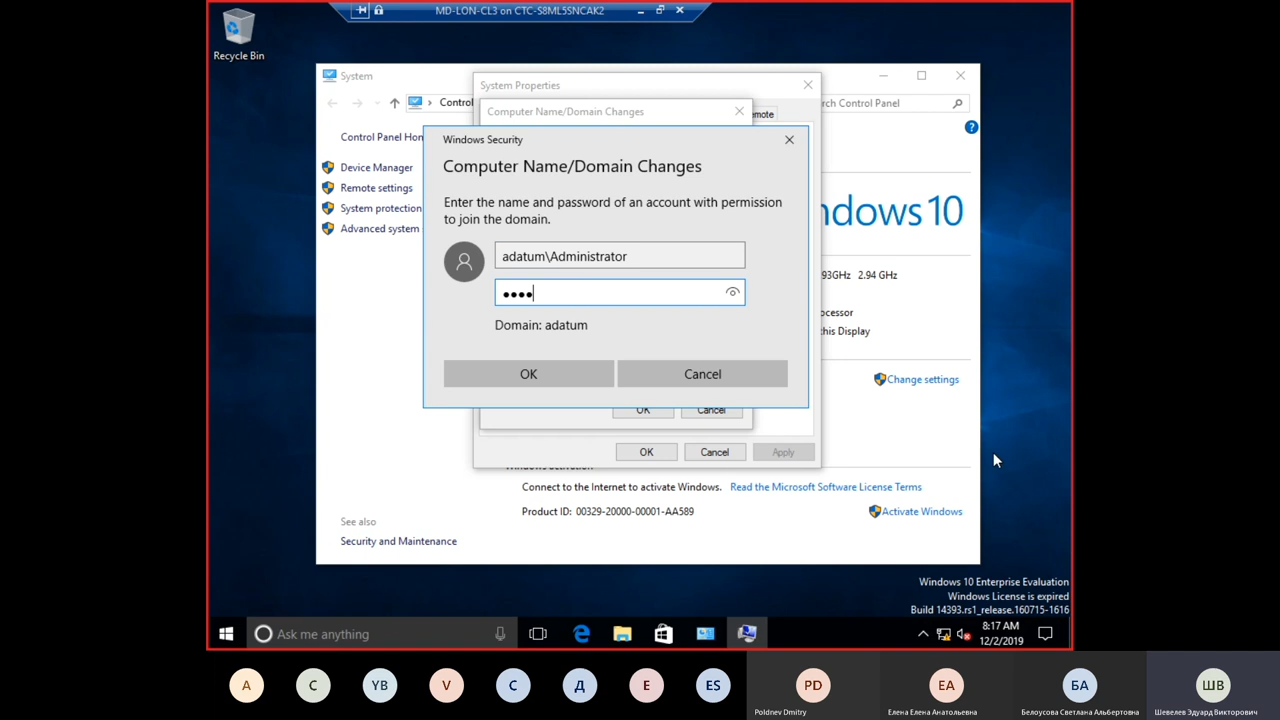 MD-LON-CL3 on CTC-S8ML5SNCAK2
Recycle Bin
System
System Properties
Control
Computer Name/Domain Changes
rch Control Panel
emote
Control Panel Hom
Windows Security
Computer Name/Domain Changes
Enter the name and password of an account with permission
to join the domain.
adatum\Administrator
Domain: adatum
OK
Cancel
Device Manager
Remote settings
System protection
Advanced system
ndows 10
93GHz 2.94 GHz
ocessor
this Display
Change settings
OK
Cancel
OK
Cancel
Apply
Connect to the Internet to activate Windows. Read the Microsoft Software License Terms
Product ID: 00329-20000-00001-AA589
Activate Windows
See also
Security and Maintenance
Windows 10 Enterprise Evaluation
Windows License is expired
Build 14393.rs1_release.160715-1616
Ask me anything
8:17 AM
12/2/2019
A
C
YB
V
C
Д
E
ES
PD
EA
БА
ШВ
Poldnev Dmitry
Елена Елена Анатольевна
Белоусова Светлана Альбертовна
Шевелев Эдуард Викторович